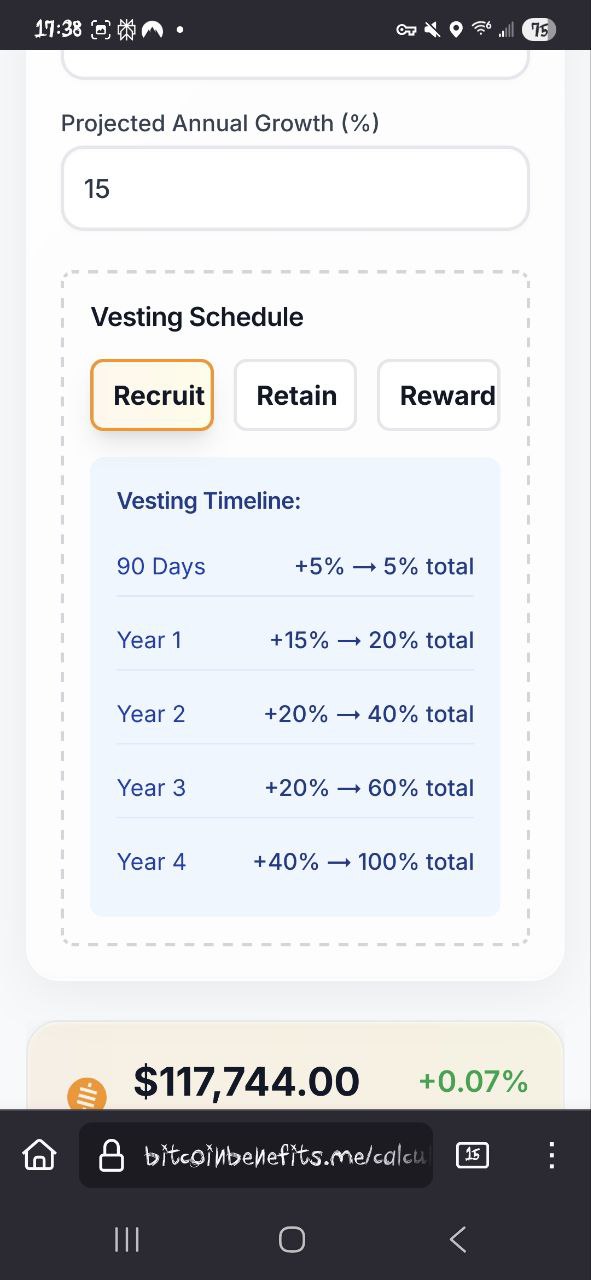 17:38
75
Projected Annual Growth (%)
15
Vesting Schedule
Recruit Retain Reward
Vesting Timeline:
90 Days +5% → 5% total
Year 1 +15% → 20% total
Year 2 +20% → 40% total
Year 3 +20% → 60% total
Year 4 +40% → 100% total
$117,744.00 +0.07%
bitcoinbenefits.me/calcu
15